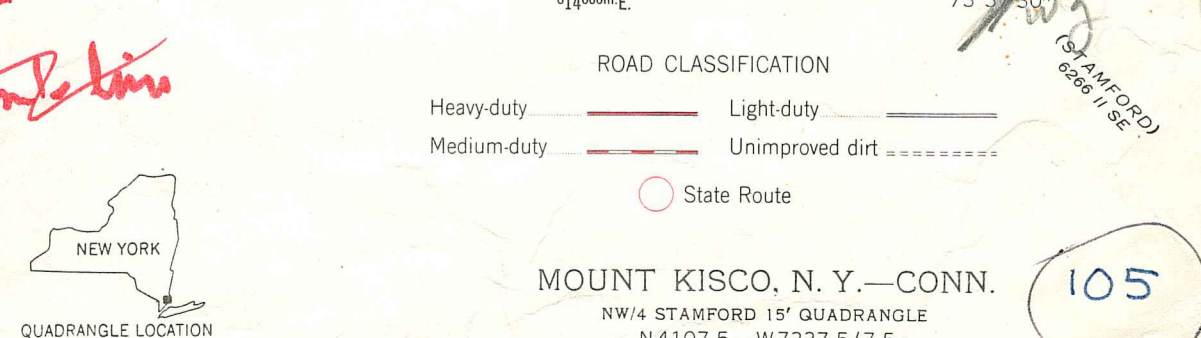 ROAD CLASSIFICATION
Heavy-duty Light-duty
Medium-duty Unimproved dirt
State Route
(STAMFORD)
6266 II SE
NEW YORK
QUADRANGLE LOCATION
MOUNT KISCO, N. Y.—CONN.
NW/4 STAMFORD 15′ QUADRANGLE
105